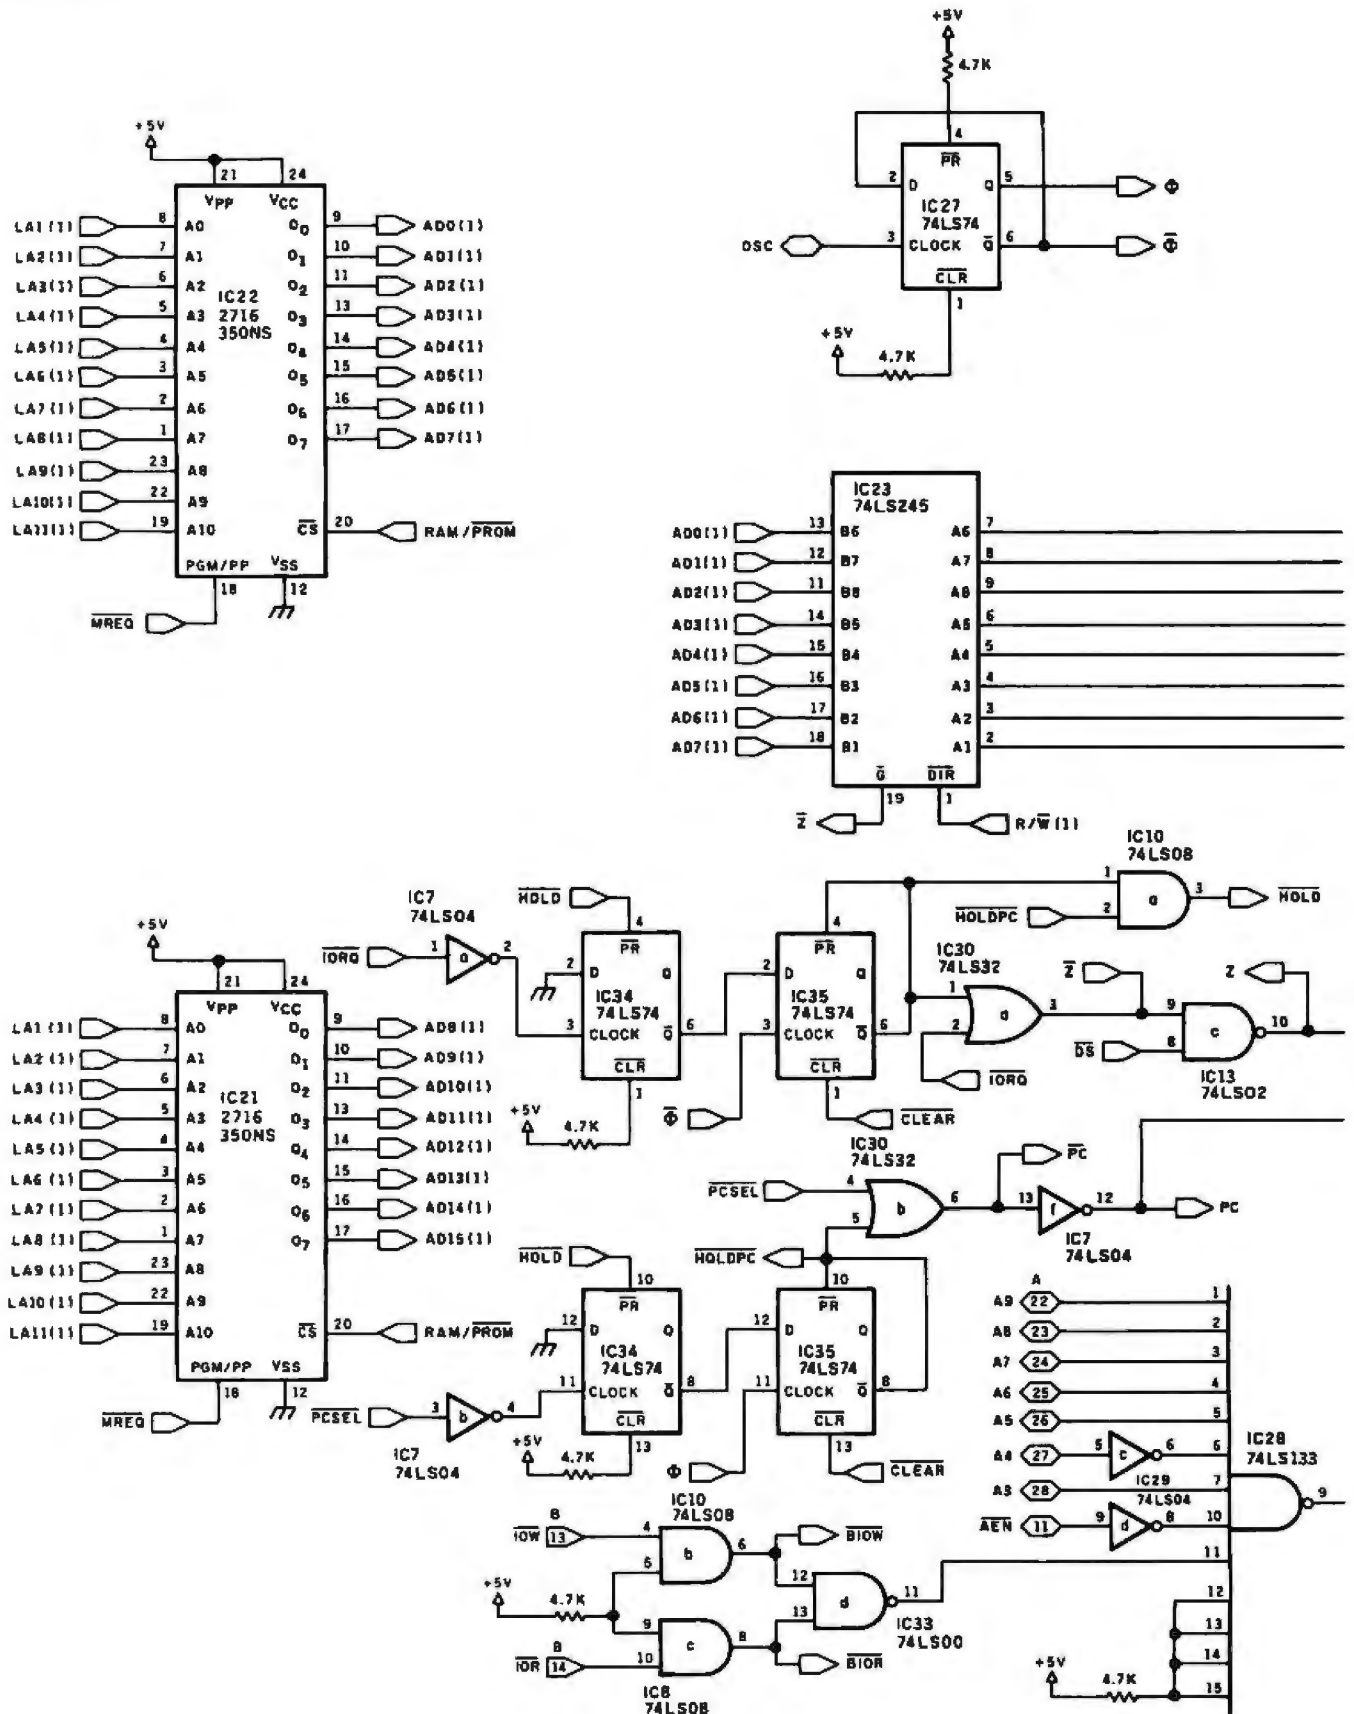 +5V
21 24
VPP VCC
LA1(1) 8 A0 O0 9 AD0(1)
LA2(1) 7 A1 O1 10 AD1(1)
LA3(1) 6 A2 O2 11 AD2(1)
LA4(1) 5 A3 O3 13 AD3(1)
LA5(1) 4 A4 O4 14 AD4(1)
LA6(1) 3 A5 O5 15 AD5(1)
LA7(1) 2 A6 O6 16 AD6(1)
LA8(1) 1 A7 O7 17 AD7(1)
LA9(1) 23 A8
LA10(1) 22 A9
LA11(1) 19 A10 CS 20 RAM/PROM
IC22
2716
350NS
PGM/PP VSS
18 12
MREQ
+5V
4.7K
4
PR
2 D Q 5 Φ
IC27
74LS74
OSC 3 CLOCK Q 6 Φ
CLR
1
+5V
4.7K
IC23
74LS245
AD0(1) 13 B6 A6 7
AD1(1) 12 B7 A7 8
AD2(1) 11 B8 A8 9
AD3(1) 14 B5 A5 6
AD4(1) 15 B4 A4 5
AD5(1) 16 B3 A3 4
AD6(1) 17 B2 A2 3
AD7(1) 18 B1 A1 2
G DIR
19 1
Z R/W(1)
+5V
21 24
VPP VCC
LA1(1) 8 A0 O0 9 AD8(1)
LA2(1) 7 A1 O1 10 AD9(1)
LA3(1) 6 A2 O2 11 AD10(1)
LA4(1) 5 A3 O3 13 AD11(1)
LA5(1) 4 A4 O4 14 AD12(1)
LA6(1) 3 A5 O5 15 AD13(1)
LA7(1) 2 A6 O6 16 AD14(1)
LA8(1) 1 A7 O7 17 AD15(1)
LA9(1) 23 A8
LA10(1) 22 A9
LA11(1) 19 A10 CS 20 RAM/PROM
IC21
2716
350NS
PGM/PP VSS
18 12
MREQ
IC7
74LS04
IORQ 1 a 2
HOLD
4
PR
2 D Q
IC34
74LS74
3 CLOCK Q 6
CLR
1
+5V
4.7K
4
PR
2 D Q
IC35
74LS74
3 CLOCK Q 6
CLR
1
Φ
CLEAR
IC10
74LS08
1
HOLDPC 2 a 3 HOLD
IC30
74LS32
1
2 a 3
IORQ
Z
Z
9
DS 8 c 10
IC13
74LS02
IC30
74LS32
PCSEL 4
5 b 6
PC
13 f 12 PC
IC7
74LS04
HOLDPC
HOLD
10
PR
12 D Q
IC34
74LS74
11 CLOCK Q 8
CLR
13
+5V
4.7K
PCSEL 3 b 4
IC7
74LS04
10
PR
12 D Q
IC35
74LS74
11 CLOCK Q 8
CLR
13
Φ
CLEAR
A
A9 22 1
A8 23 2
A7 24 3
A6 25 4
A5 26 5
A4 27 5 c 6 6
IC29
74LS04
A3 28 7
AEN 11 9 d 8 10
11
12
13
14
15
+5V
4.7K
IC28
74LS133
9
IC10
74LS08
B
IOW 13 4
5 b 6 BIOW
+5V
4.7K
9
B
IOR 14 10 c 8 BIOR
IC8
74LS08
12
13 d 11
IC33
74LS00